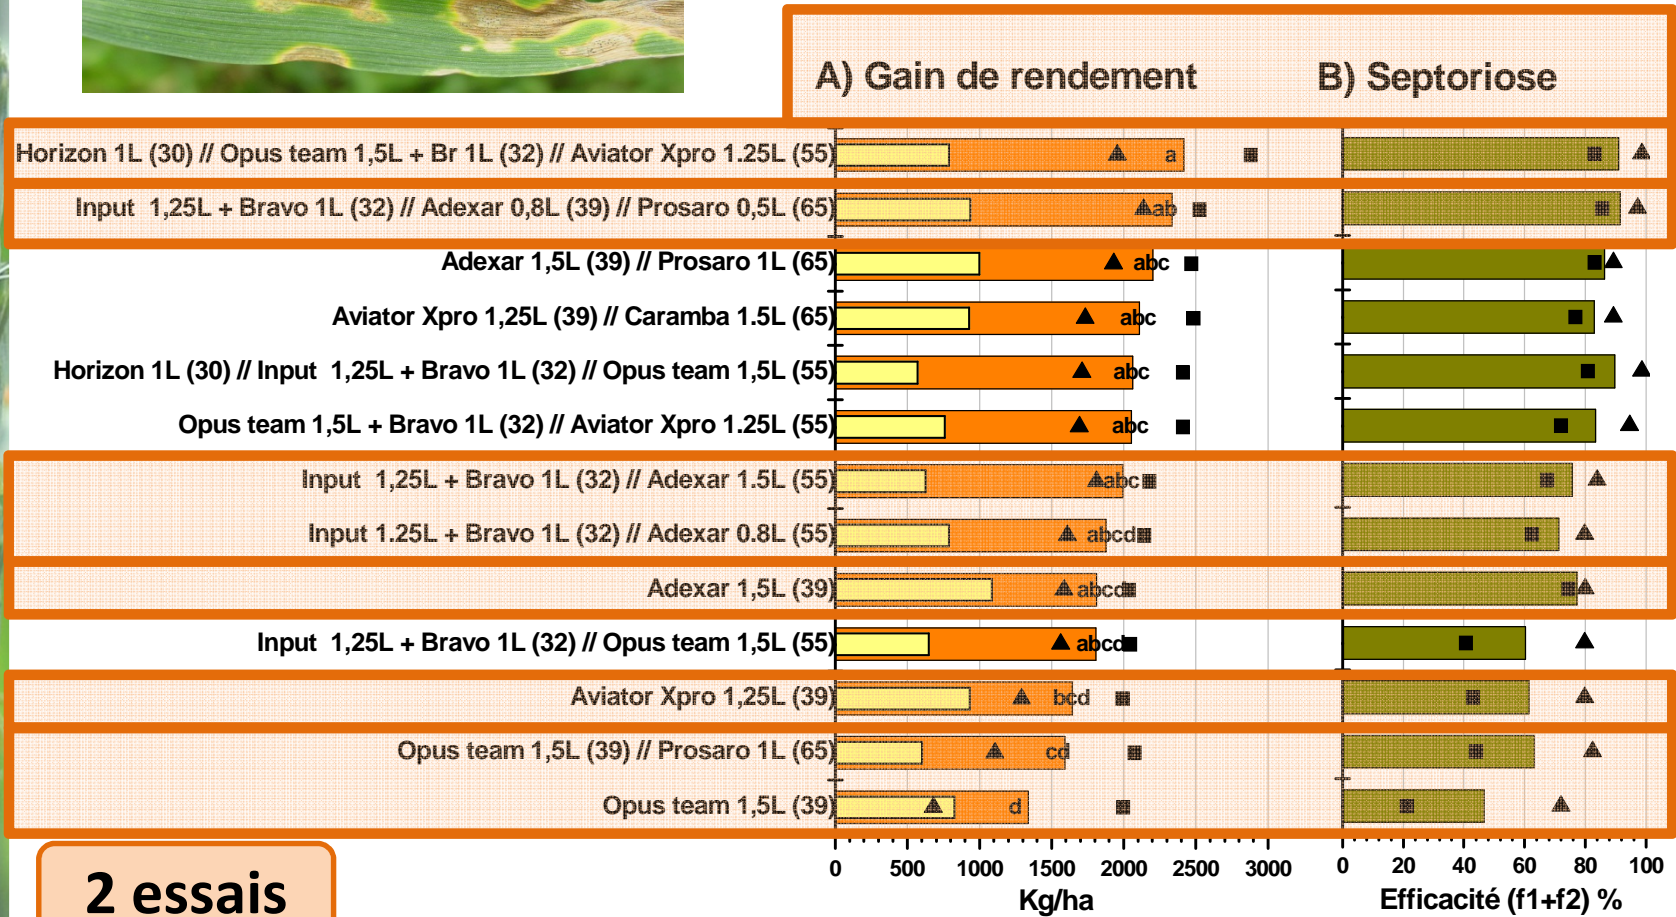 A) Gain de rendement B) Septoriose
Horizon 1L (30) // Opus team 1,5L + Br 1L (32) // Aviator Xpro 1.25L (55) a
Input 1,25L + Bravo 1L (32) // Adexar 0,8L (39) // Prosaro 0,5L (65) ab
Adexar 1,5L (39) // Prosaro 1L (65) abc
Aviator Xpro 1,25L (39) // Caramba 1.5L (65) abc
Horizon 1L (30) // Input 1,25L + Bravo 1L (32) // Opus team 1,5L (55) abc
Opus team 1,5L + Bravo 1L (32) // Aviator Xpro 1.25L (55) abc
Input 1,25L + Bravo 1L (32) // Adexar 1.5L (55) abc
Input 1.25L + Bravo 1L (32) // Adexar 0.8L (55) abcd
Adexar 1,5L (39) abcd
Input 1,25L + Bravo 1L (32) // Opus team 1,5L (55) abcd
Aviator Xpro 1,25L (39) bcd
Opus team 1,5L (39) // Prosaro 1L (65) cd
Opus team 1,5L (39) d
0 500 1000 1500 2000 2500 3000 0 20 40 60 80 100
Kg/ha Efficacité (f1+f2) %
2 essais